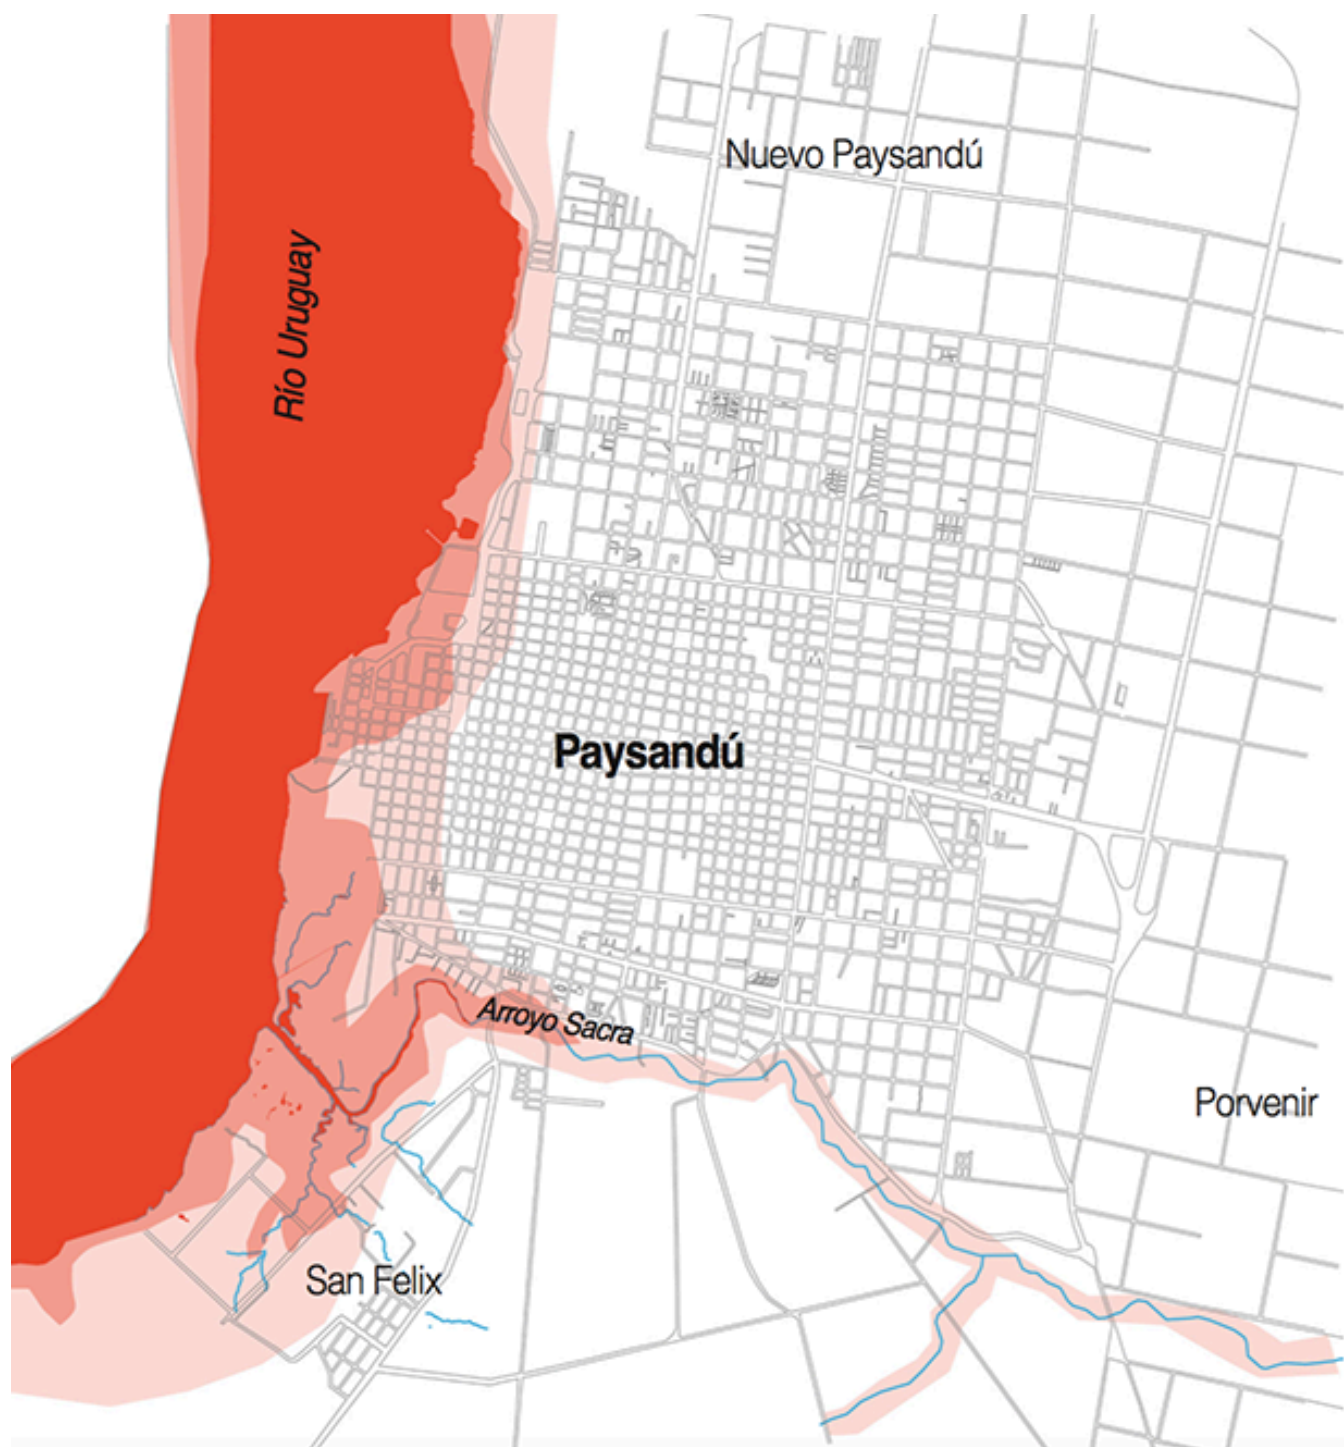 Nuevo Paysandú
Río Uruguay
Paysandú
Arroyo Sacra
Porvenir
San Felix